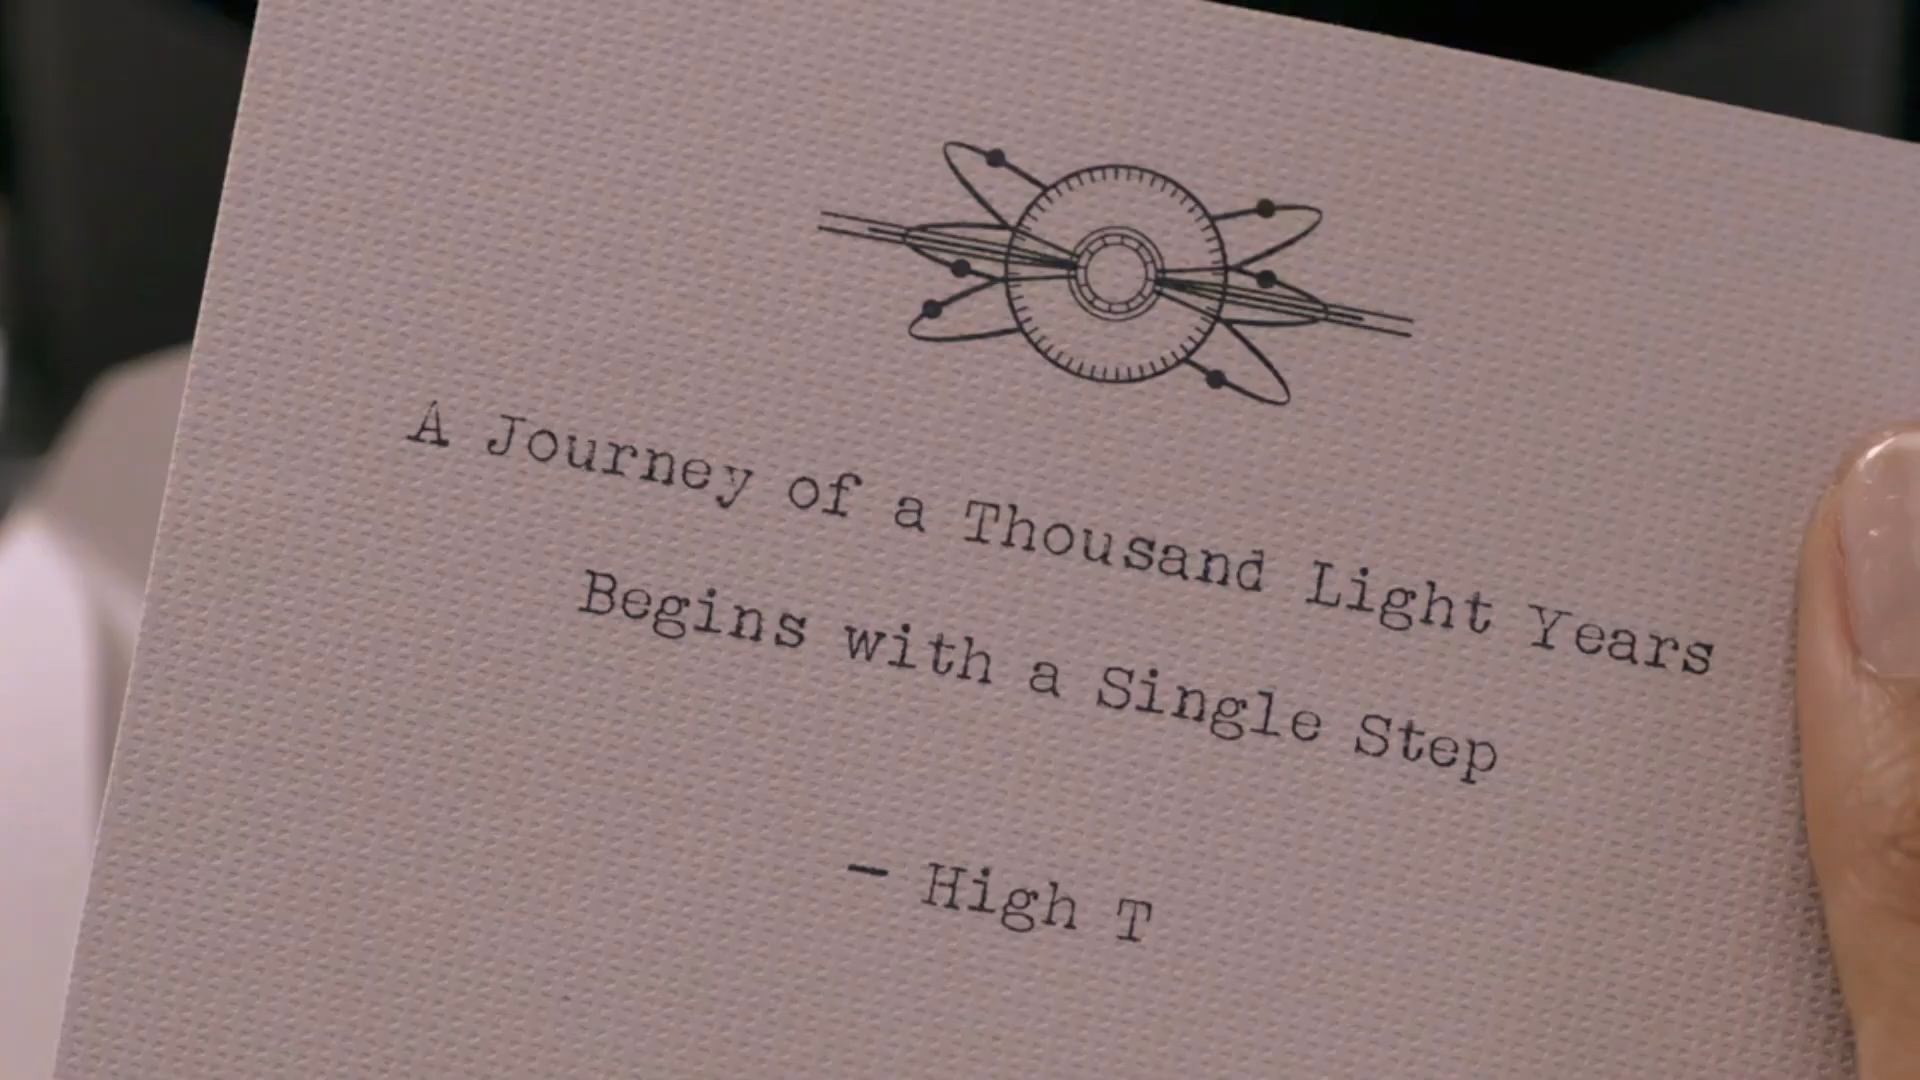 A Journey of a Thousand Light Years
Begins with a Single Step
— High T